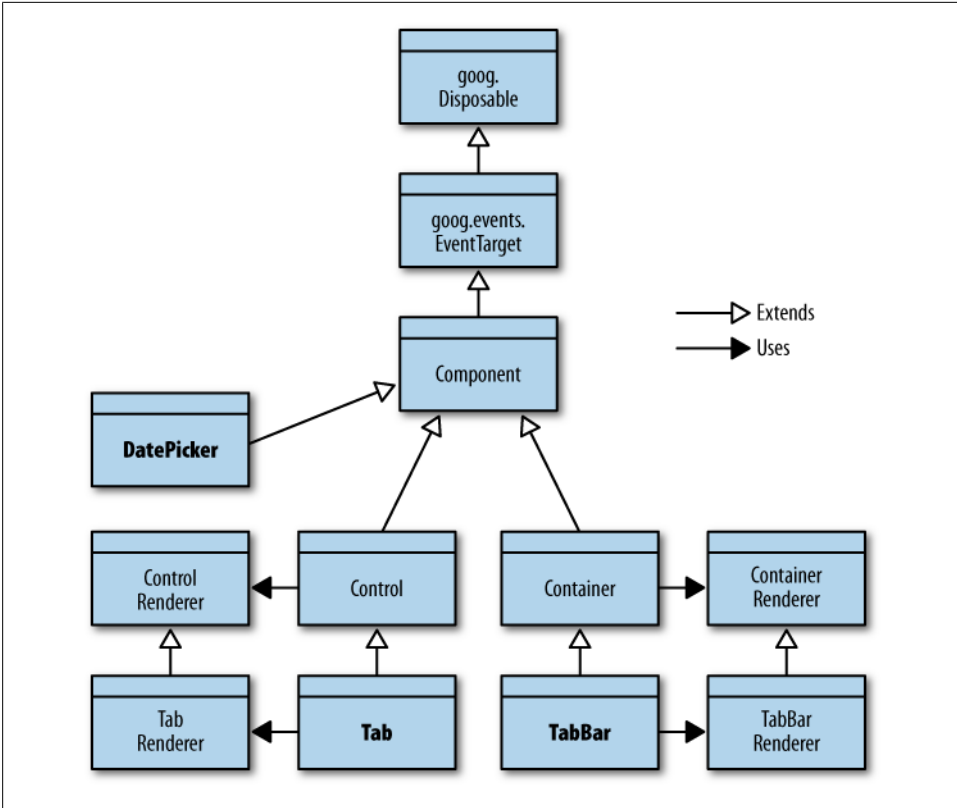 goog.
Disposable
goog.events.
EventTarget
Extends
Uses
Component
DatePicker
Control
Renderer
Control
Container
Container
Renderer
Tab
Renderer
Tab
TabBar
TabBar
Renderer